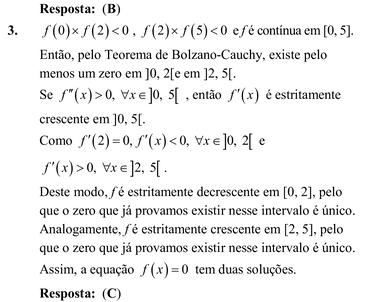 Resposta: (B)
3. f(0)×f(2)<0, f(2)×f(5)<0 e f é contínua em [0, 5].
Então, pelo Teorema de Bolzano-Cauchy, existe pelo
menos um zero em ]0, 2[e em ]2, 5[.
Se f″(x)>0, ∀x∈]0, 5[ , então f′(x) é estritamente
crescente em ]0, 5[.
Como f′(2)=0, f′(x)<0, ∀x∈]0, 2[ e
f′(x)>0, ∀x∈]2, 5[ .
Deste modo, f é estritamente decrescente em [0, 2], pelo
que o zero que já provamos existir nesse intervalo é único.
Analogamente, f é estritamente crescente em [2, 5], pelo
que o zero que já provamos existir nesse intervalo é único.
Assim, a equação f(x)=0 tem duas soluções.
Resposta: (C)